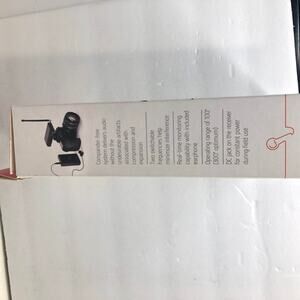 Compander-free
system delivers audio
without the
undesirable artifacts
associated with
compression and
expansion
Two switchable
frequencies help
minimize interference
Real-time monitoring
capability with included
earphone
Operating range of 100'
(300' optimum)
DC jack on the receiver
for constant power
during field use